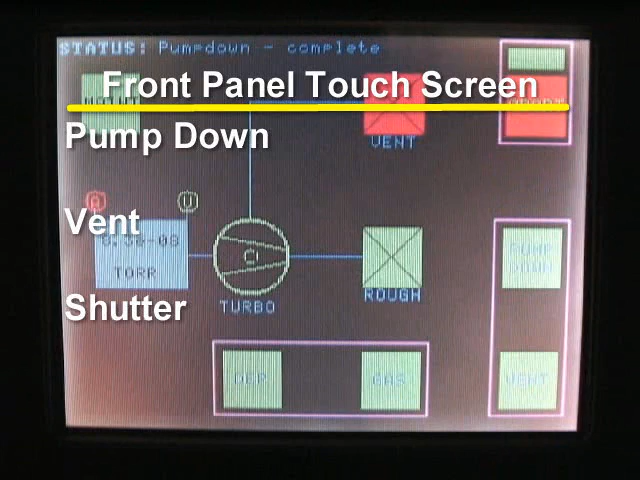 STATUS: Pumpdown - complete
Front Panel Touch Screen
Pump Down
VENT
A
U
Vent
TORR
PUMP
DOWN
Shutter
TURBO
ROUGH
DEP
GAS
VENT